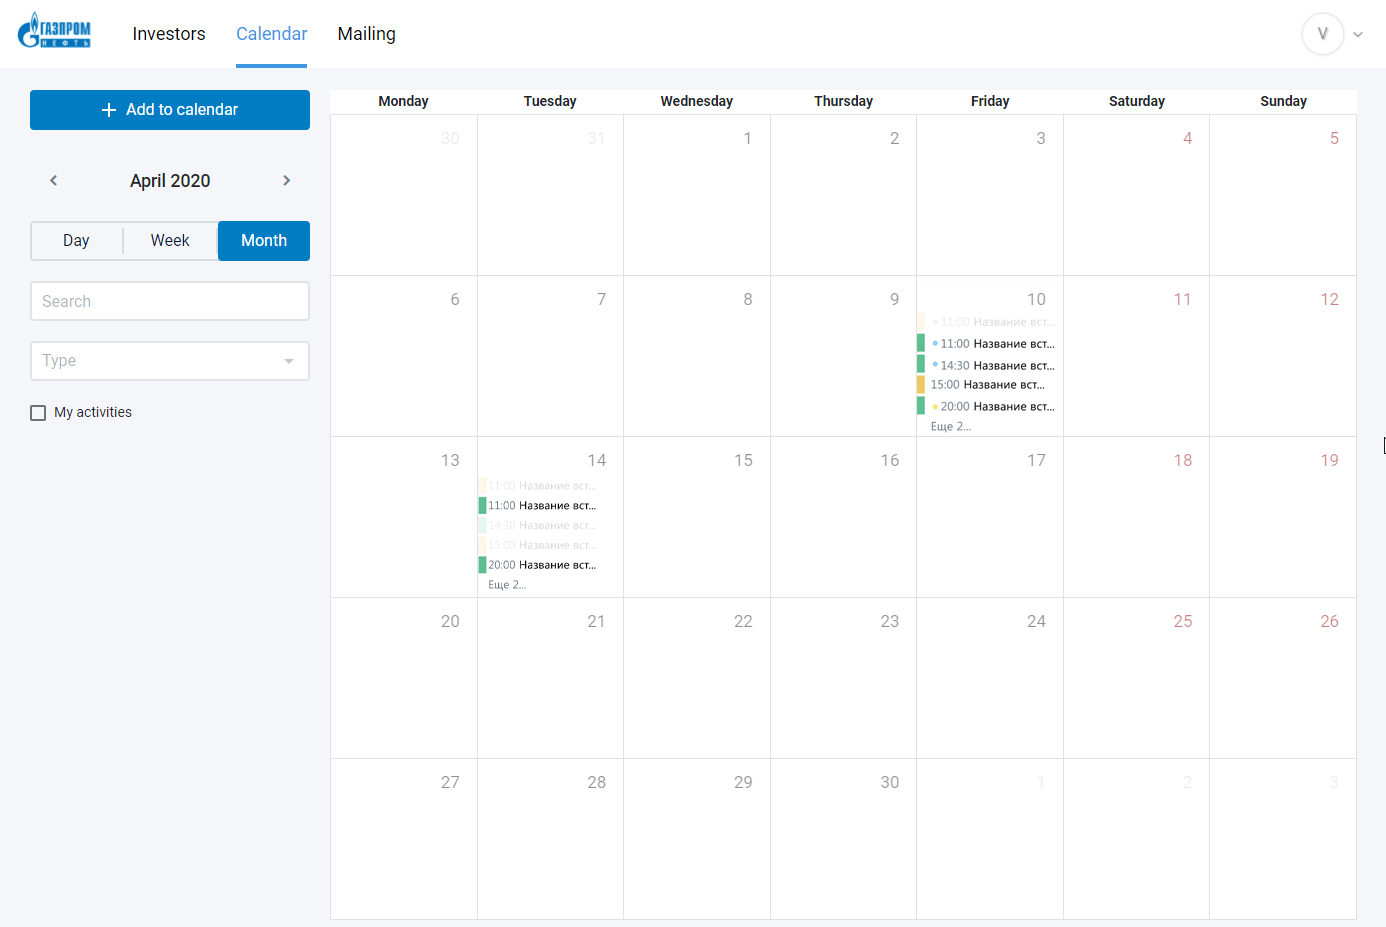 ГАЗПРОМ
НЕФТЬ
Investors Calendar Mailing V
Add to calendar
April 2020
Day Week Month
Search
Type
My activities
Monday Tuesday Wednesday Thursday Friday Saturday Sunday
30 31 1 2 3 4 5
6 7 8 9 10 11 12
11:00 Название вст...
11:00 Название вст...
14:30 Название вст...
15:00 Название вст...
20:00 Название вст...
Еще 2...
13 14 15 16 17 18 19
11:00 Название вст...
11:00 Название вст...
14:30 Название вст...
15:00 Название вст...
20:00 Название вст...
Еще 2...
20 21 22 23 24 25 26
27 28 29 30 1 2 3